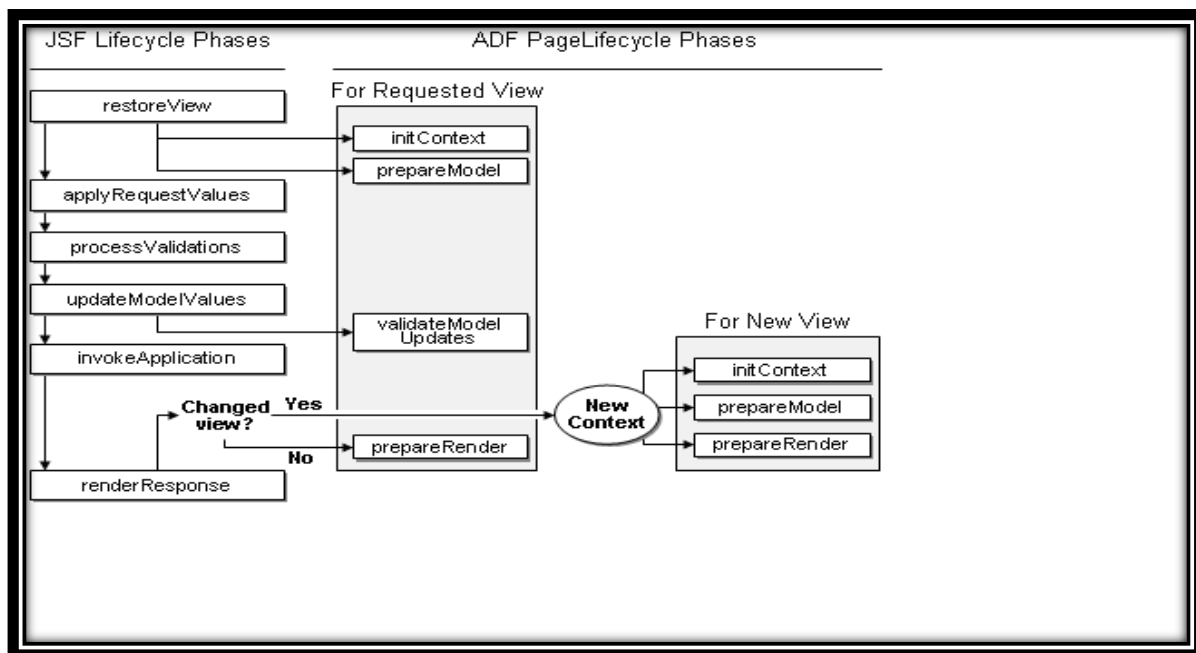 JSF Lifecycle Phases
ADF PageLifecycle Phases
For Requested View
restoreView
initContext
prepareModel
applyRequestValues
processValidations
updateModelValues
validateModel
Updates
invokeApplication
For New View
initContext
prepareModel
prepareRender
Changed
view?
Yes
No
New
Context
prepareRender
renderResponse